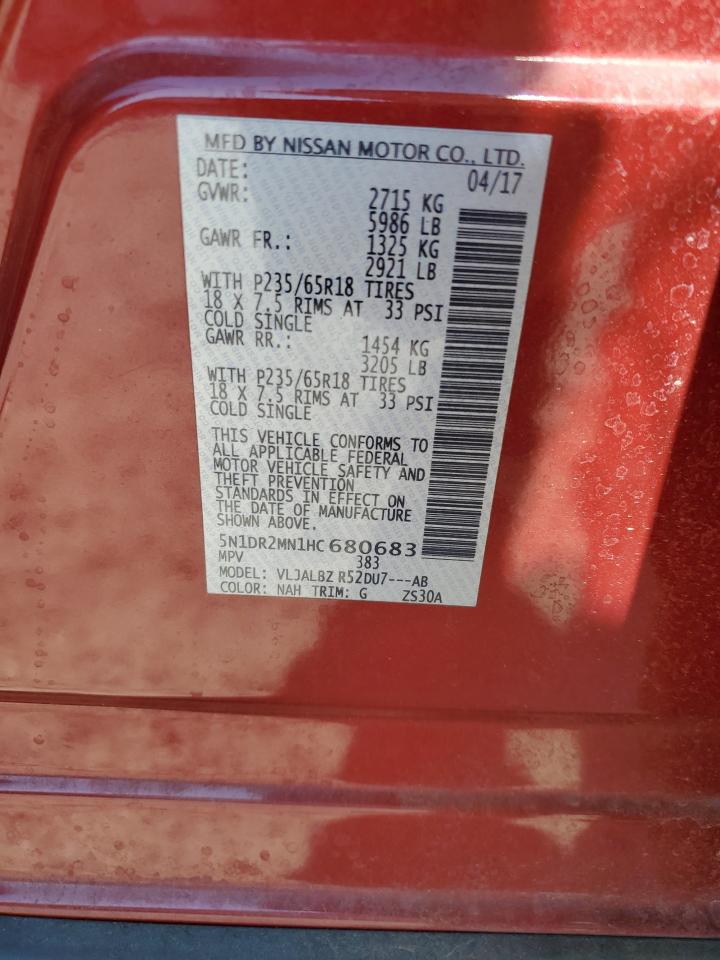 MFD BY NISSAN MOTOR CO., LTD.
DATE: 04/17
GVWR: 2715 KG
5986 LB
GAWR FR.: 1325 KG
2921 LB
WITH P235/65R18 TIRES
18 X 7.5 RIMS AT 33 PSI
COLD SINGLE
GAWR RR.: 1454 KG
3205 LB
WITH P235/65R18 TIRES
18 X 7.5 RIMS AT 33 PSI
COLD SINGLE
THIS VEHICLE CONFORMS TO
ALL APPLICABLE FEDERAL
MOTOR VEHICLE SAFETY AND
THEFT PREVENTION
STANDARDS IN EFFECT ON
THE DATE OF MANUFACTURE
SHOWN ABOVE.
5N1DR2MN1HC680683
MPV 383
MODEL: VLJALBZ R52DU7---AB
COLOR: NAH TRIM: G ZS30A